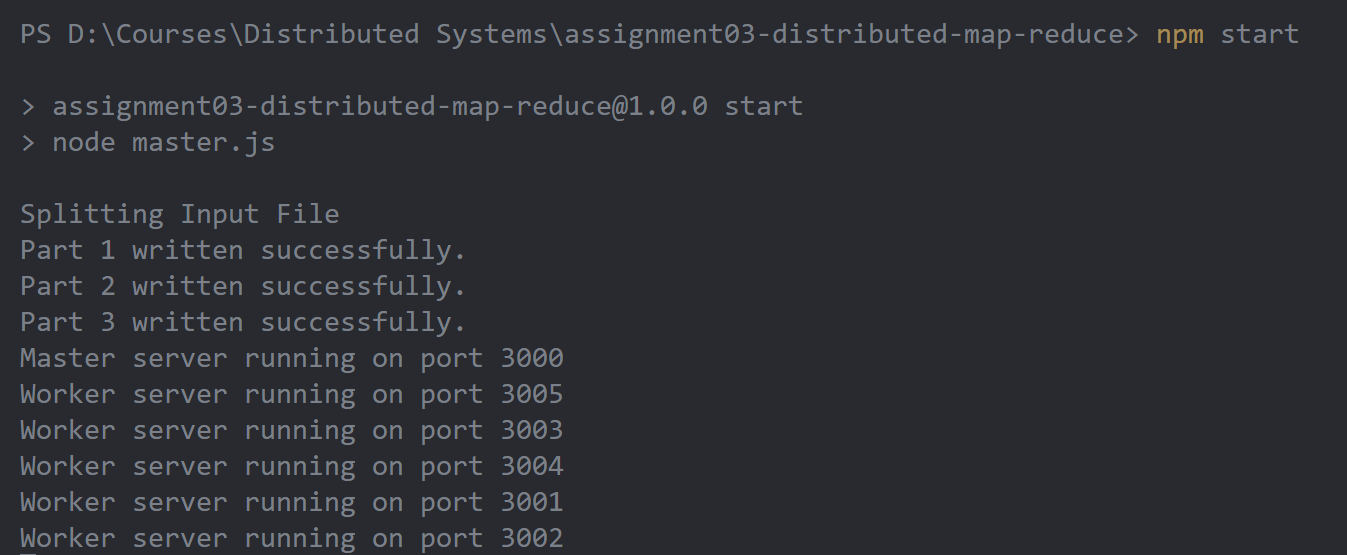 PS D:\Courses\Distributed Systems\assignment03-distributed-map-reduce> npm start
> assignment03-distributed-map-reduce@1.0.0 start
> node master.js
Splitting Input File
Part 1 written successfully.
Part 2 written successfully.
Part 3 written successfully.
Master server running on port 3000
Worker server running on port 3005
Worker server running on port 3003
Worker server running on port 3004
Worker server running on port 3001
Worker server running on port 3002